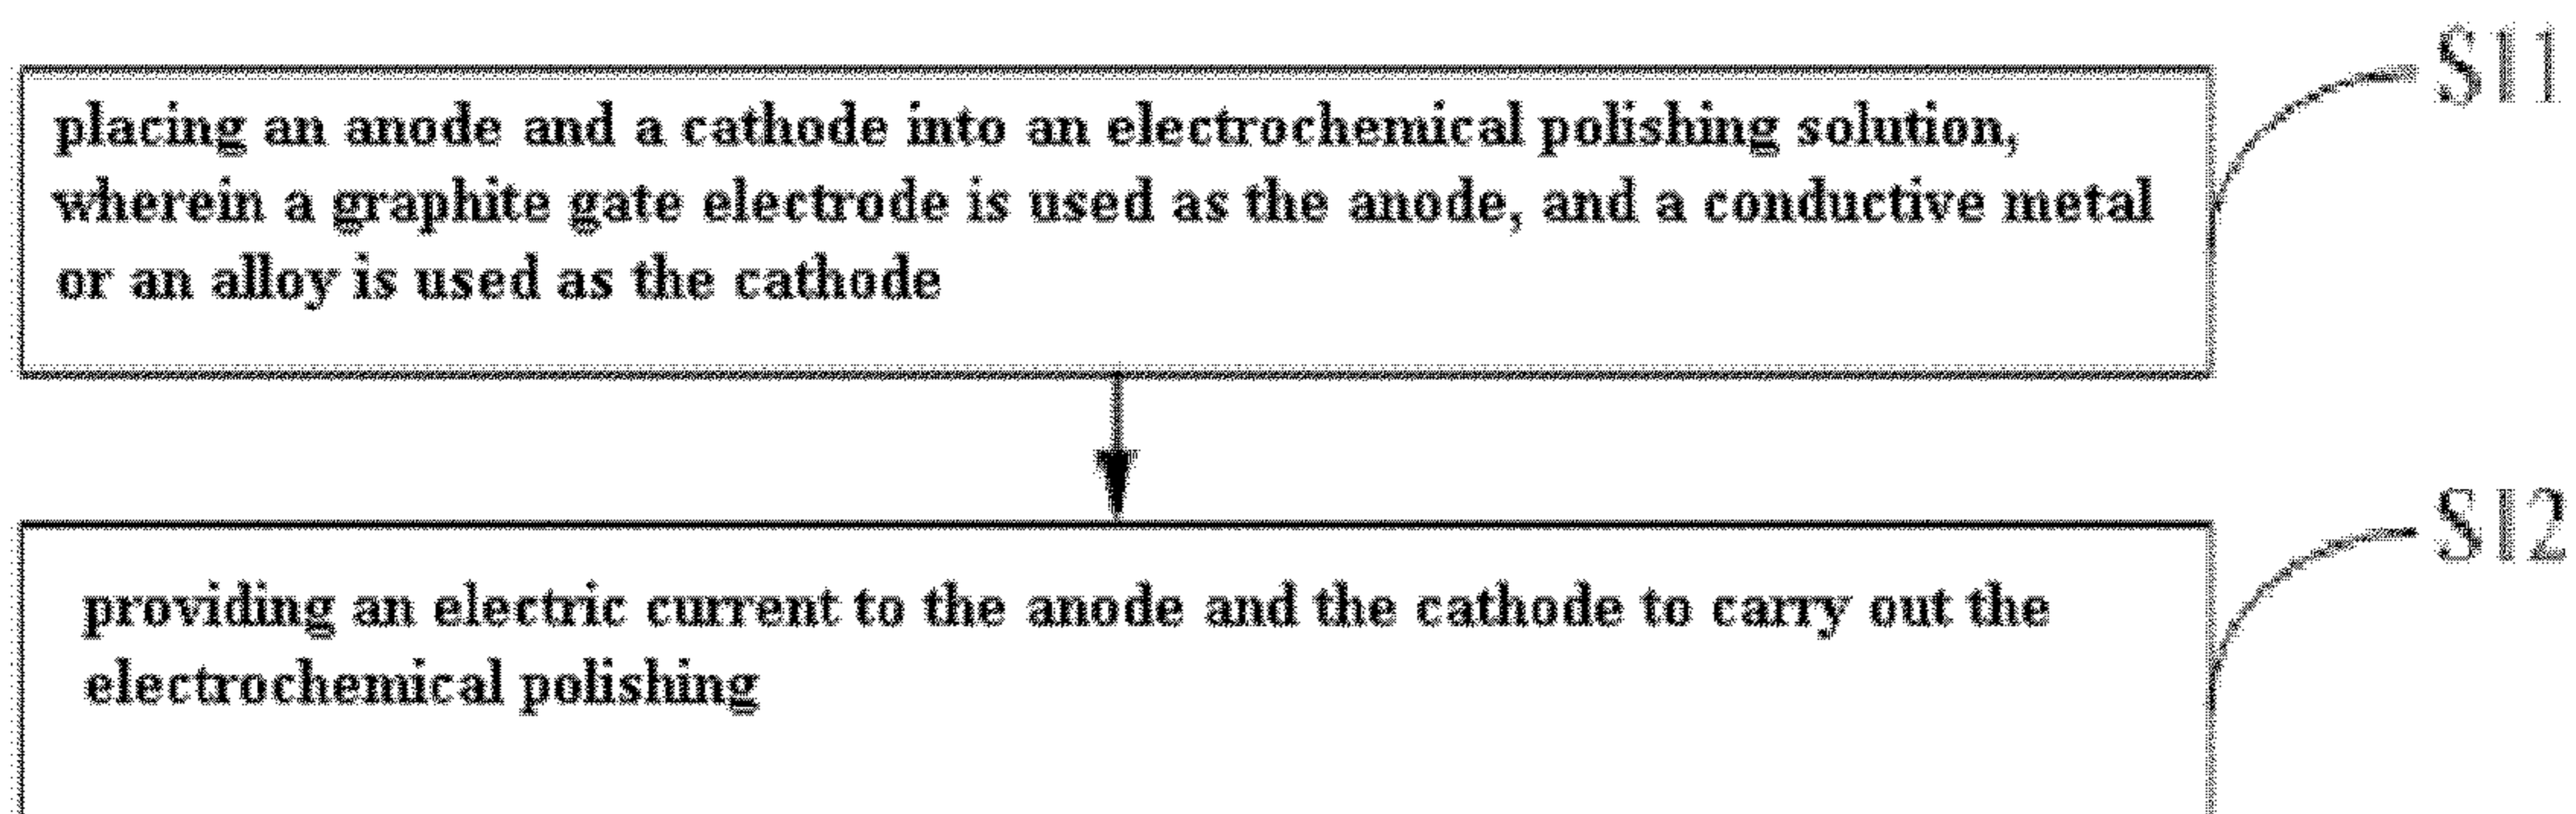 S11
placing an anode and a cathode into an electrochemical polishing solution,
wherein a graphite gate electrode is used as the anode, and a conductive metal
or an alloy is used as the cathode
S12
providing an electric current to the anode and the cathode to carry out the
electrochemical polishing